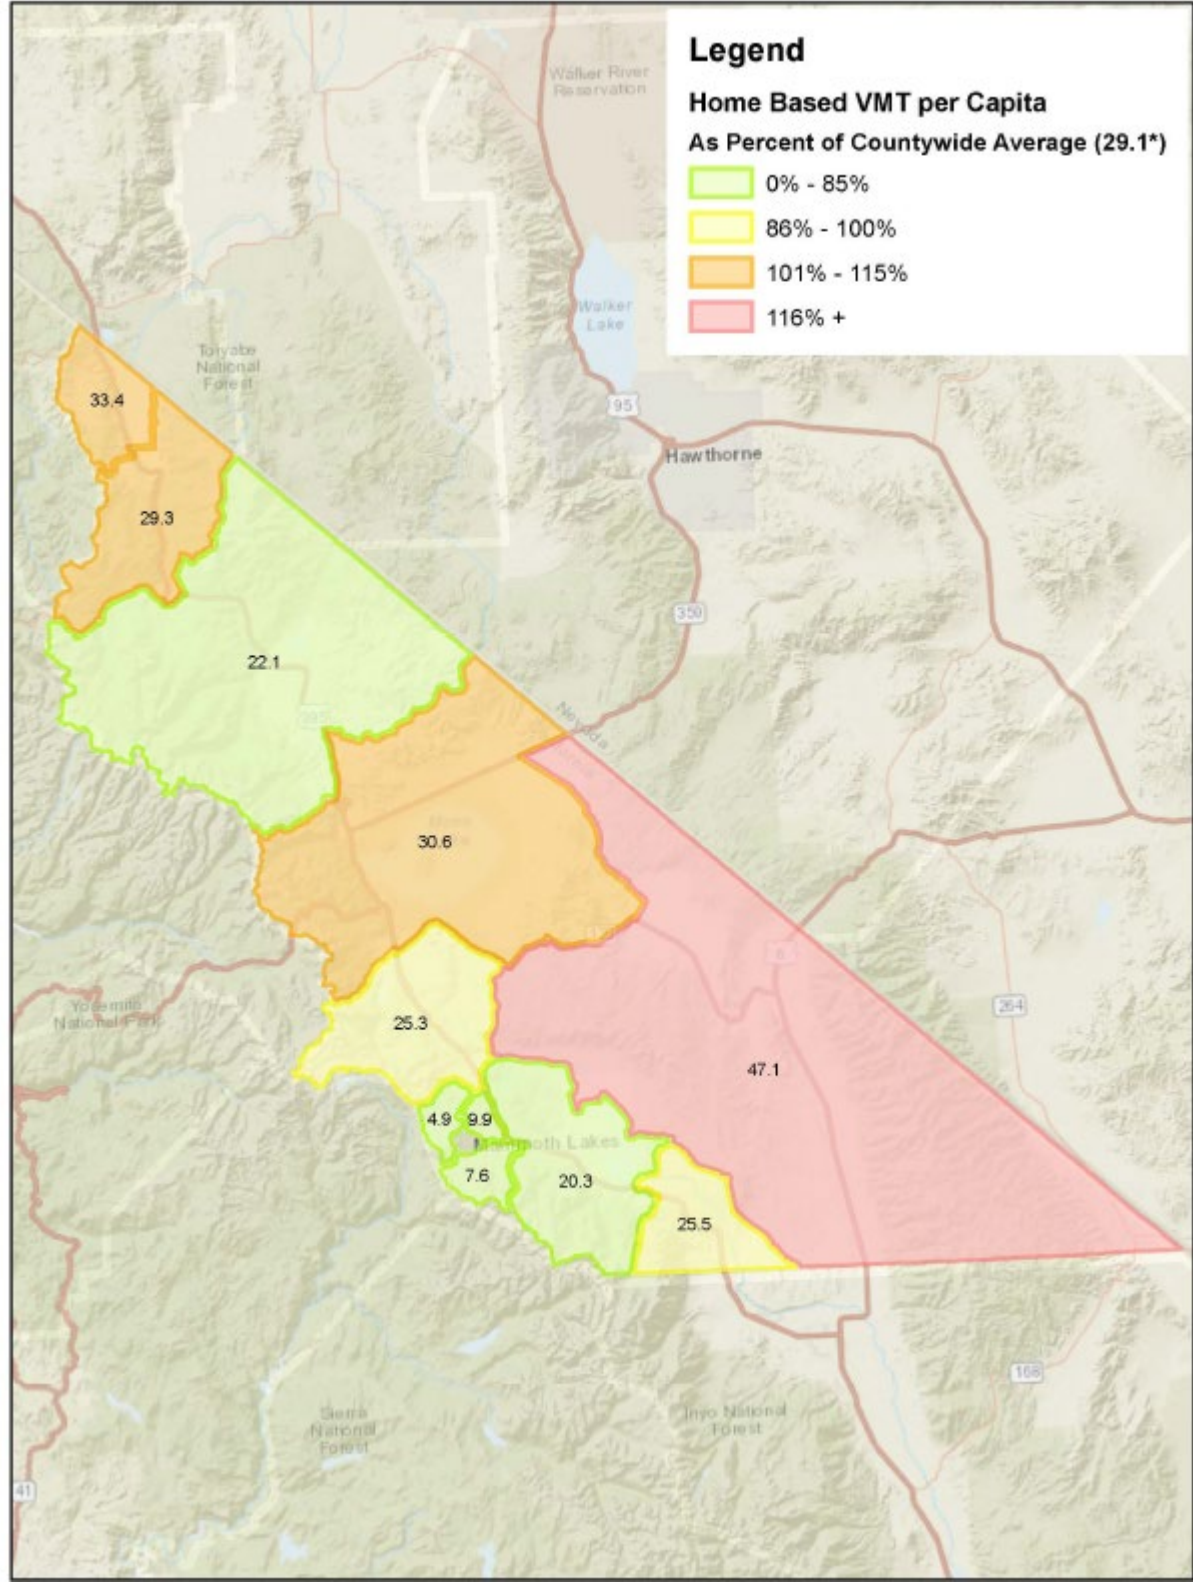 Legend
Home Based VMT per Capita
As Percent of Countywide Average (29.1*)
0% - 85%
86% - 100%
101% - 115%
116% +
Walker River
Reservation
Walker
Lake
Toiyabe
National
Forest
33.4
95
Hawthorne
29.3
359
22.1
Nevada
30.6
6
Yosemite
National Park
264
25.3
47.1
4.9
9.9
Mammoth Lakes
7.6
20.3
25.5
168
Sierra
National
Forest
Inyo National
Forest
41